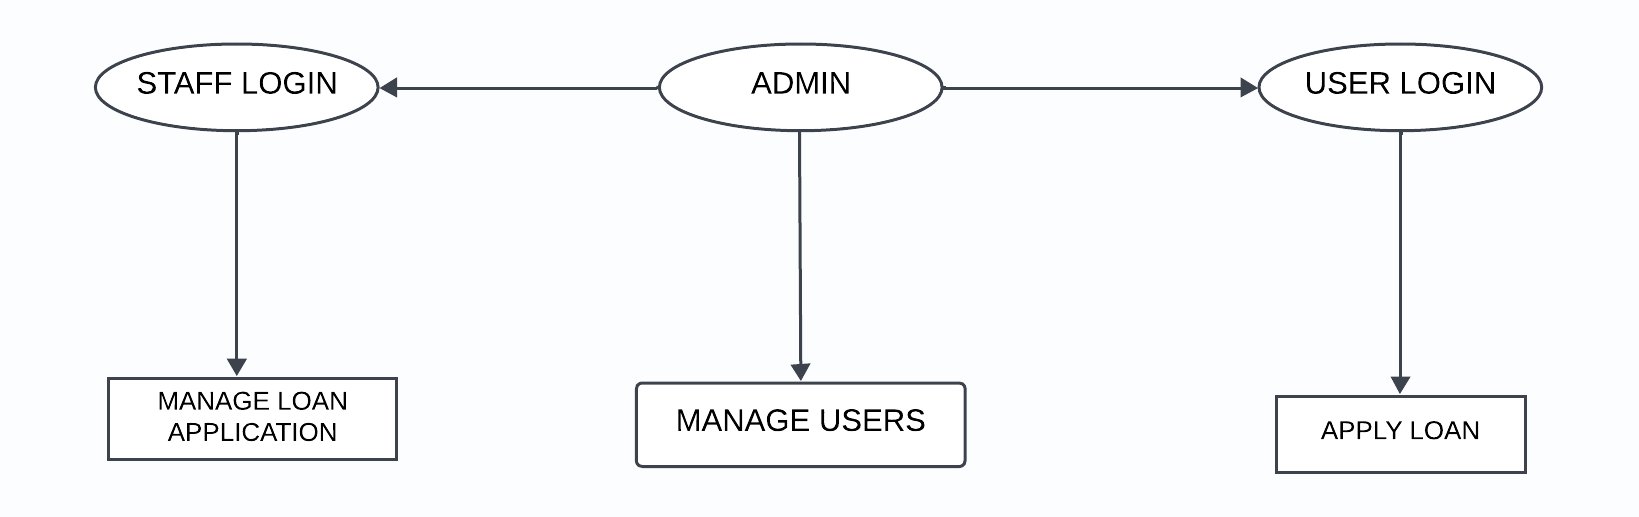 STAFF LOGIN
ADMIN
USER LOGIN
MANAGE LOAN
APPLICATION
MANAGE USERS
APPLY LOAN